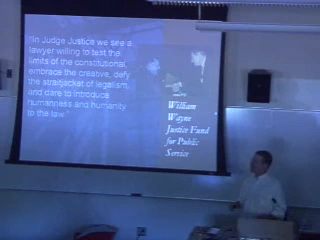 "In Judge Justice we see a
lawyer willing to test the
limits of the constitutional,
embrace the creative, defy
the straitjacket of legalism,
and dare to introduce
humanness and humanity
to the law."
William
Wayne
Justice Fund
for Public
Service